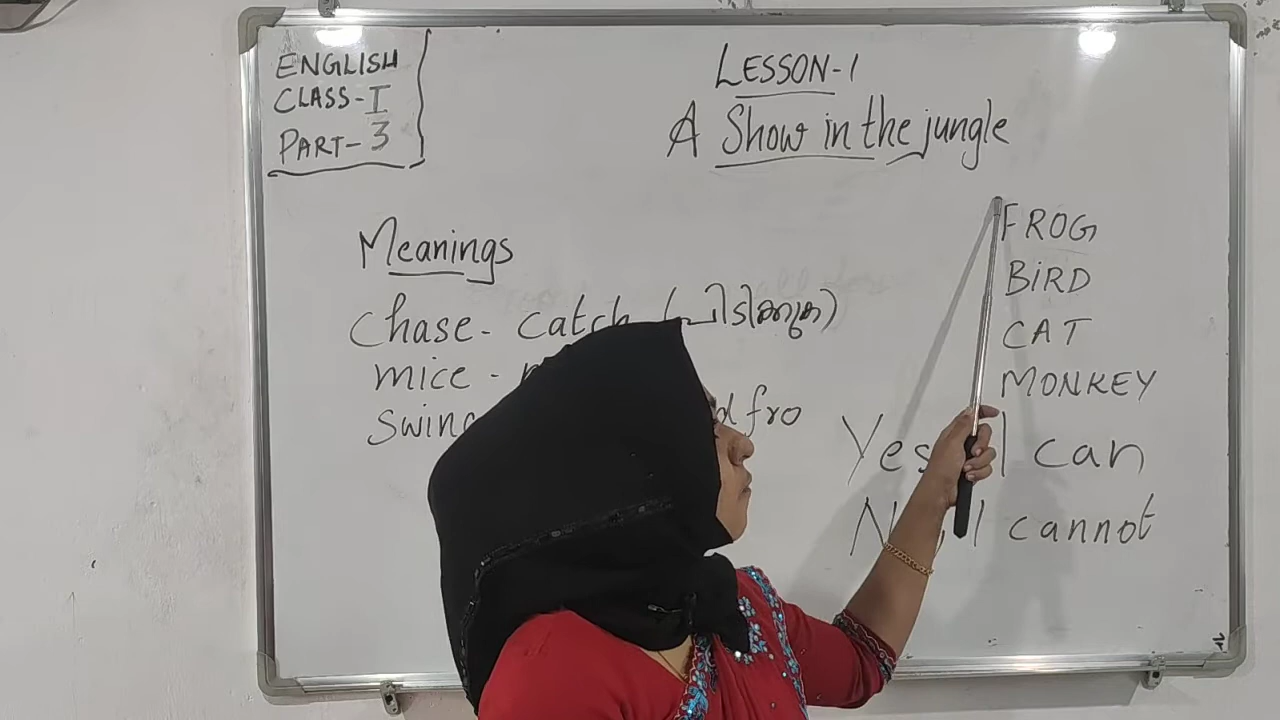 ENGLISH
CLASS-I
PART-3
LESSON-1
A Show in the jungle
Meanings
Chase- catch
mice -
swing fro
FROG
BiRD
CAT
MONKEY
Yes I can
I cannot